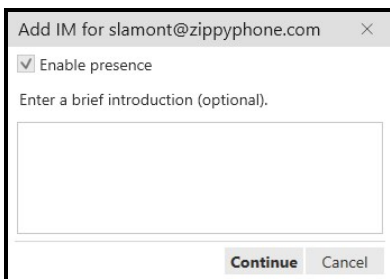 Add IM for slamont@zippyphone.com
Enable presence
Enter a brief introduction (optional).
Continue Cancel